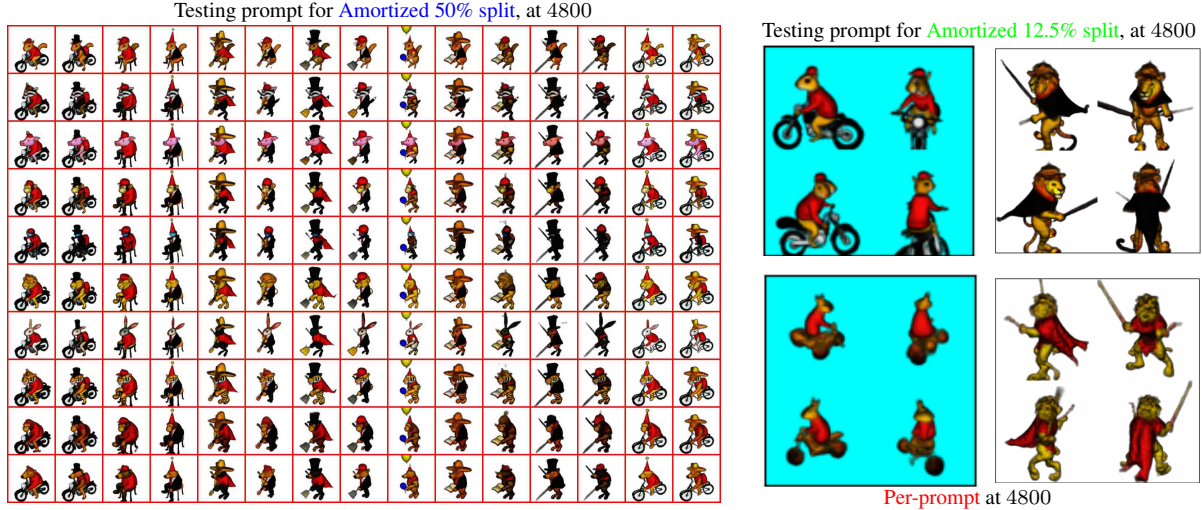 Testing prompt for Amortized 50% split, at 4800
Testing prompt for Amortized 12.5% split, at 4800
Per-prompt at 4800